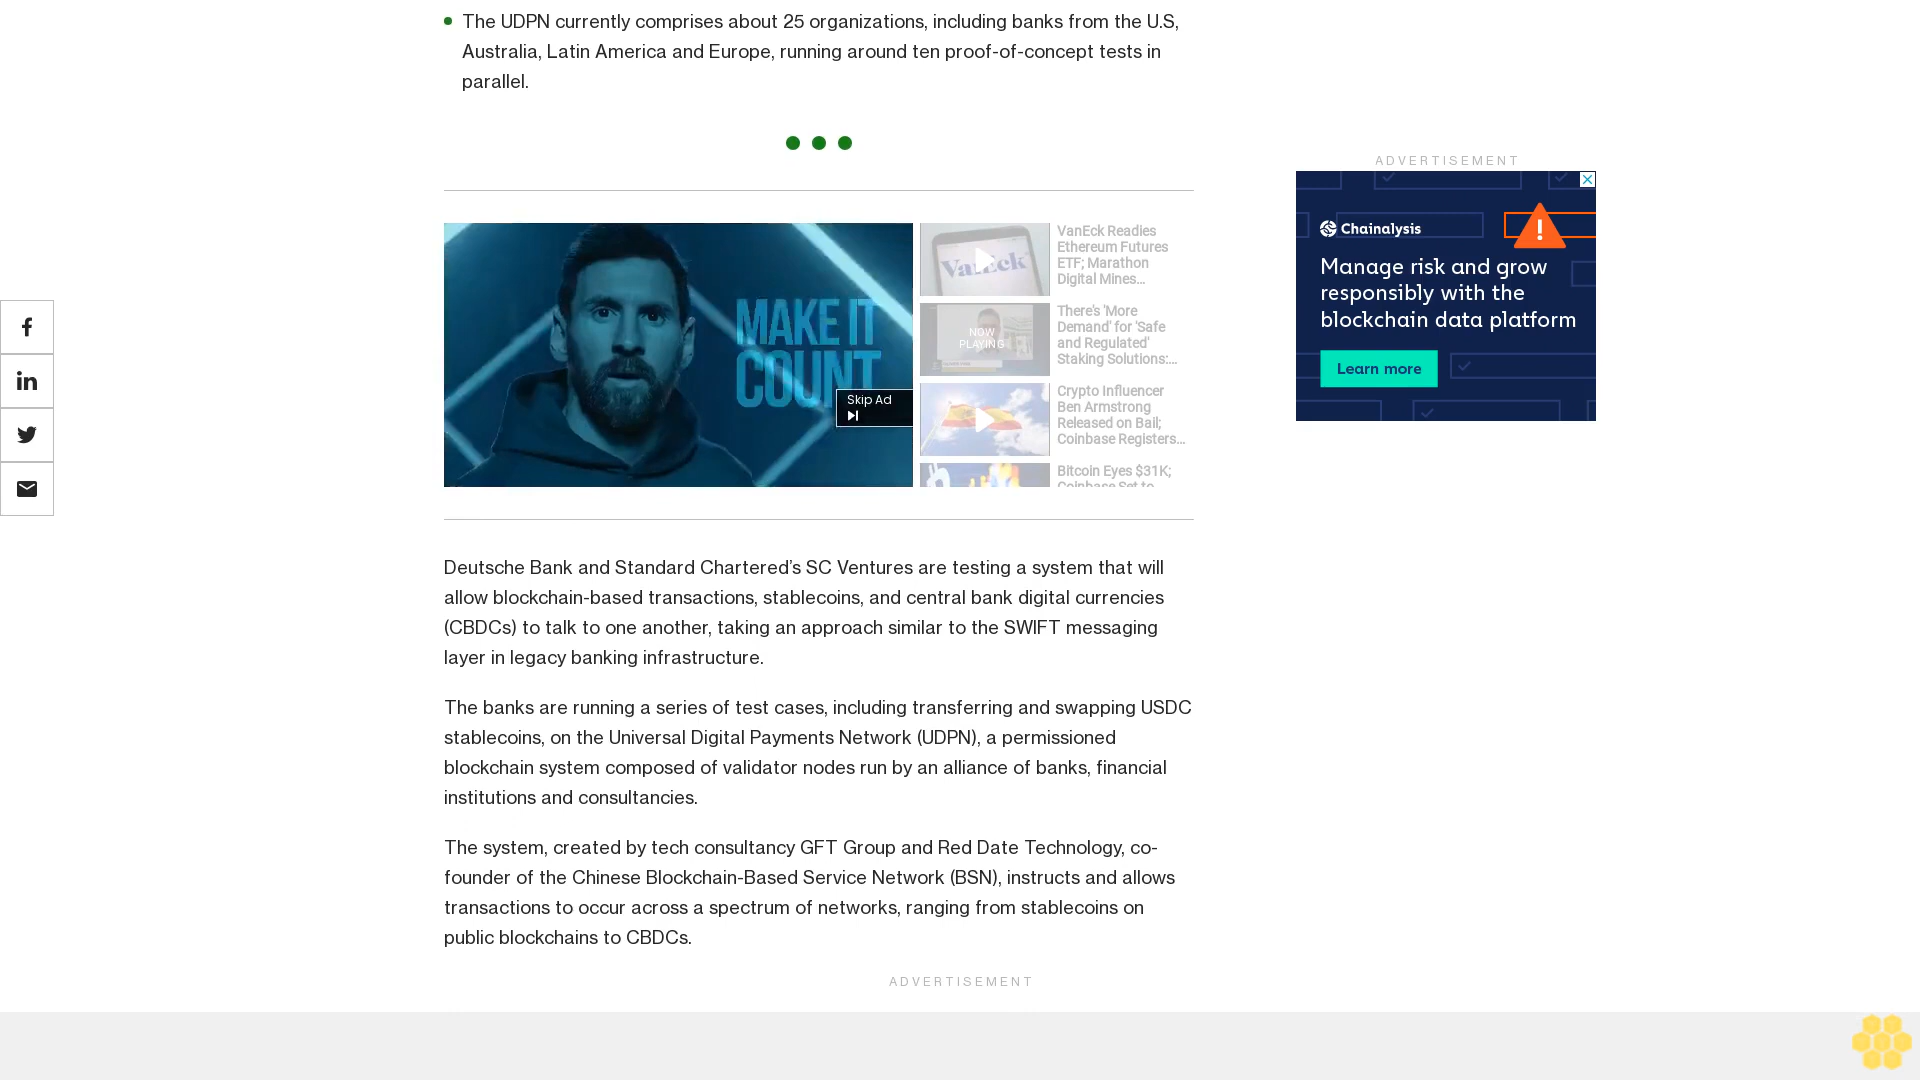 The UDPN currently comprises about 25 organizations, including banks from the U.S,
Australia, Latin America and Europe, running around ten proof-of-concept tests in
parallel.
ADVERTISEMENT
Chainalysis
Manage risk and grow
responsibly with the
blockchain data platform
Learn more
MAKE IT
COUNT
Skip Ad
VanEck
VanEck Readies
Ethereum Futures
ETF; Marathon
Digital Mines...
NOW
PLAYING
There's 'More
Demand' for 'Safe
and Regulated'
Staking Solutions:...
Crypto Influencer
Ben Armstrong
Released on Bail;
Coinbase Registers...
Bitcoin Eyes $31K;
Coinbase Set to
Deutsche Bank and Standard Chartered’s SC Ventures are testing a system that will
allow blockchain-based transactions, stablecoins, and central bank digital currencies
(CBDCs) to talk to one another, taking an approach similar to the SWIFT messaging
layer in legacy banking infrastructure.
The banks are running a series of test cases, including transferring and swapping USDC
stablecoins, on the Universal Digital Payments Network (UDPN), a permissioned
blockchain system composed of validator nodes run by an alliance of banks, financial
institutions and consultancies.
The system, created by tech consultancy GFT Group and Red Date Technology, co-
founder of the Chinese Blockchain-Based Service Network (BSN), instructs and allows
transactions to occur across a spectrum of networks, ranging from stablecoins on
public blockchains to CBDCs.
ADVERTISEMENT